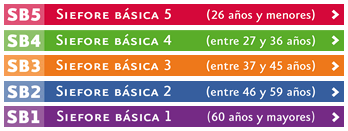 SB5 Siefore básica 5 (26 años y menores)
SB4 Siefore básica 4 (entre 27 y 36 años)
SB3 Siefore básica 3 (entre 37 y 45 años)
SB2 Siefore básica 2 (entre 46 y 59 años)
SB1 Siefore básica 1 (60 años y mayores)